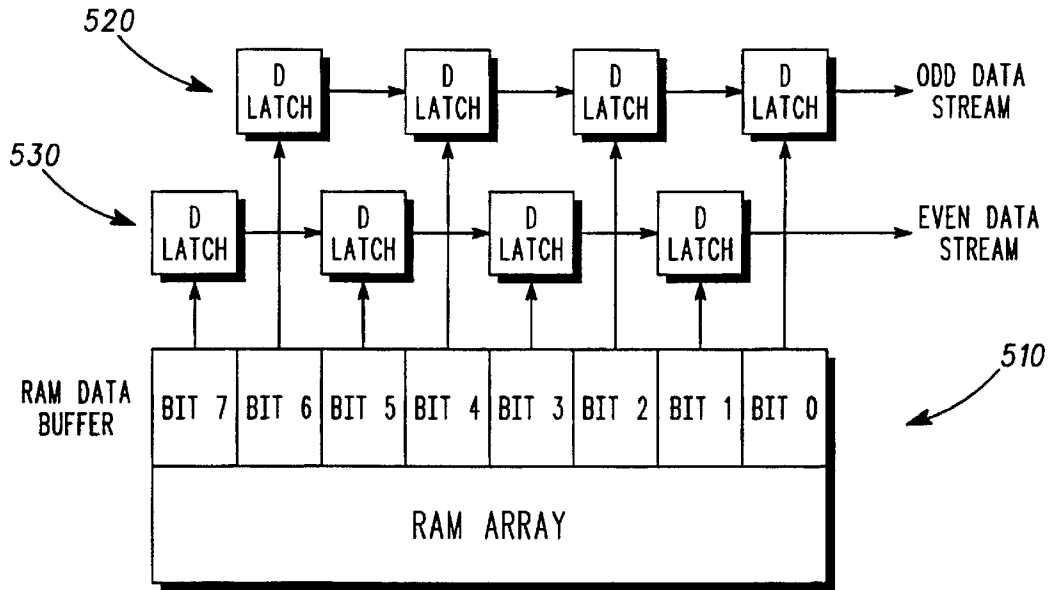 520
D LATCH
D LATCH
D LATCH
D LATCH
ODD DATA
STREAM
530
D LATCH
D LATCH
D LATCH
D LATCH
EVEN DATA
STREAM
510
RAM DATA
BUFFER
BIT 7 BIT 6 BIT 5 BIT 4 BIT 3 BIT 2 BIT 1 BIT 0
RAM ARRAY